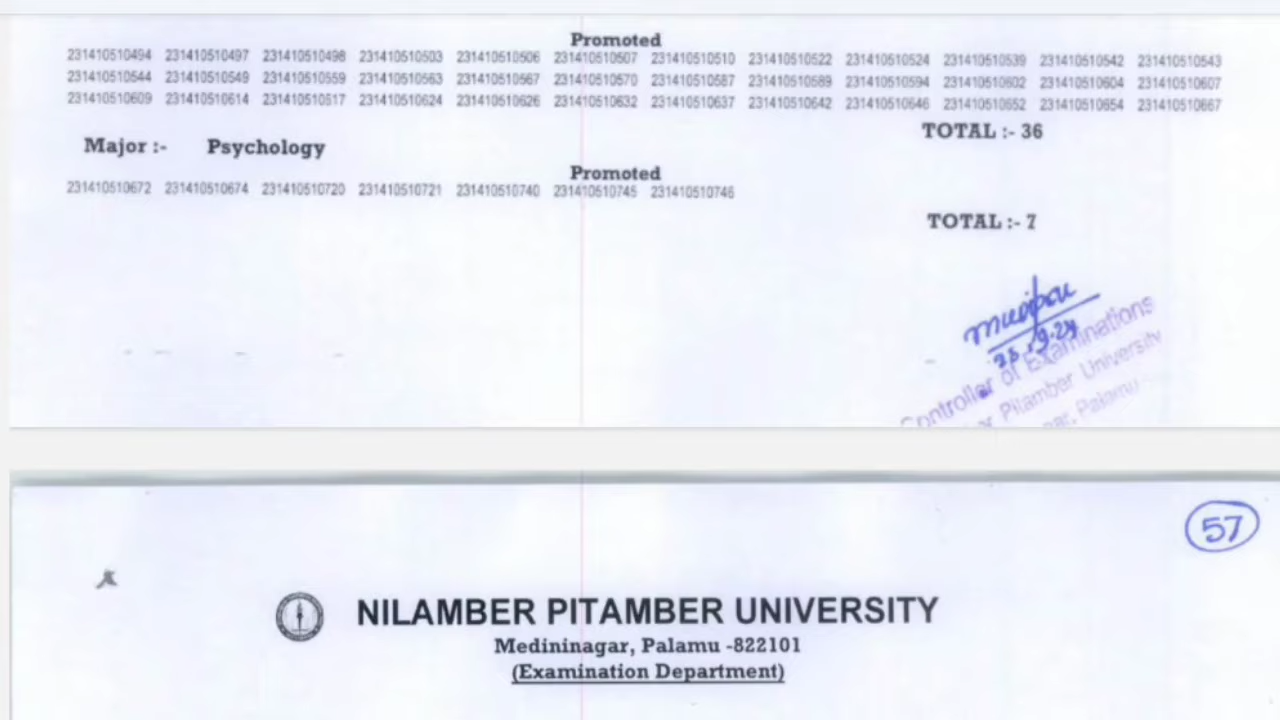 Promoted
231410510494 231410510497 231410510498 231410510503 231410510506 231410510507 231410510510 231410510522 231410510524 231410510539 231410510542 231410510543
231410510544 231410510549 231410510559 231410510563 231410510567 231410510570 231410510587 231410510589 231410510594 231410510602 231410510604 231410510607
231410510609 231410510614 231410510617 231410510624 231410510626 231410510632 231410510637 231410510642 231410510646 231410510652 231410510654 231410510667
TOTAL :- 36
Major :- Psychology
Promoted
231410510672 231410510674 231410510720 231410510721 231410510740 231410510745 231410510746
TOTAL :- 7
Controller of Examinations
Pitamber University
Palamu
57
NILAMBER PITAMBER UNIVERSITY
Medininagar, Palamu -822101
(Examination Department)